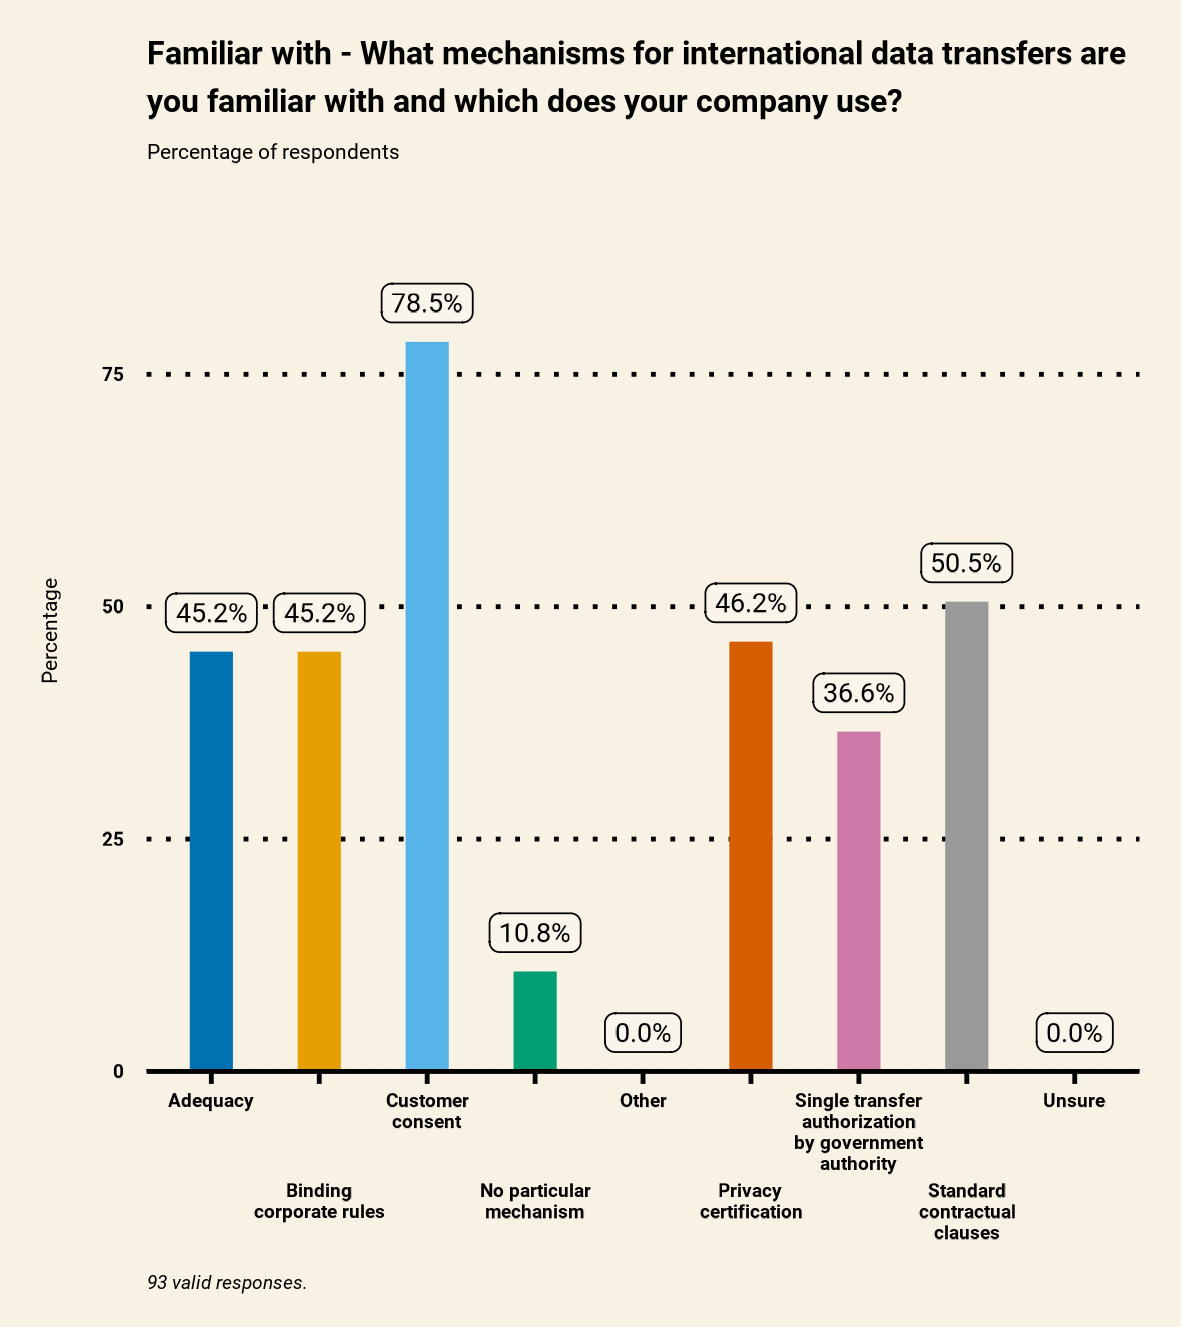 Familiar with - What mechanisms for international data transfers are
you familiar with and which does your company use?
Percentage of respondents
78.5%
75
50.5%
Percentage
50
45.2%
45.2%
46.2%
36.6%
25
10.8%
0.0%
0.0%
0
Adequacy
Customer
consent
Other
Single transfer
authorization
by government
authority
Unsure
Binding
corporate rules
No particular
mechanism
Privacy
certification
Standard
contractual
clauses
93 valid responses.